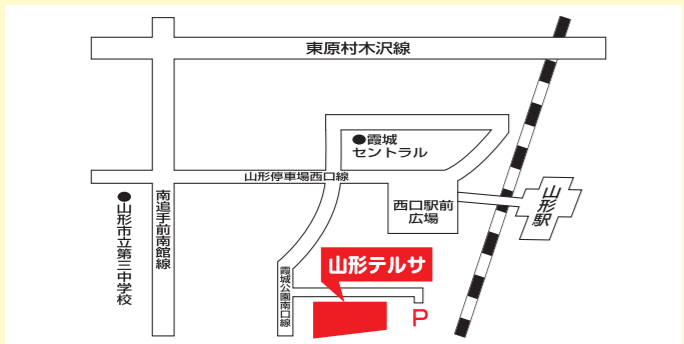 東原村木沢線
●霞城
セントラル
山形停車場西口線
西口駅前
広場
山形駅
●山形市立第三中学校
南追手前南館線
霞城公園南口線
山形テルサ
P